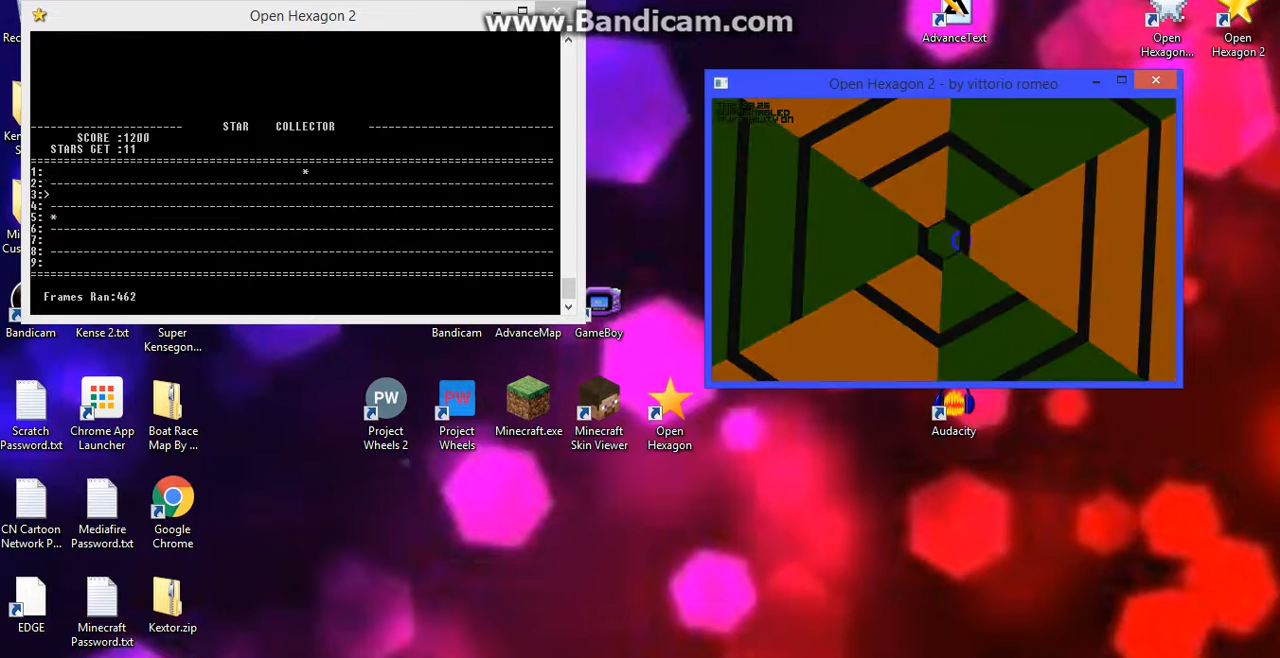 Open Hexagon 2
www.Bandicam.com
STAR COLLECTOR
SCORE :1200
STARS GET :11
1: *
2:
3:>
4:
5: *
6:
7:
8:
9:
Frames Ran:462
Open Hexagon 2 - by vittorio romeo
AdvanceText
Open
Hexagon...
Open
Hexagon 2
Bandicam
Kense 2.txt
Super
Kensegon...
Bandicam
AdvanceMap
GameBoy
Scratch
Password.txt
Chrome App
Launcher
Boat Race
Map By ...
PW
Project
Wheels 2
PW
Project
Wheels
Minecraft.exe
Minecraft
Skin Viewer
Open
Hexagon
Audacity
CN Cartoon
Network P...
Mediafire
Password.txt
Google
Chrome
EDGE
Minecraft
Password.txt
Kextor.zip